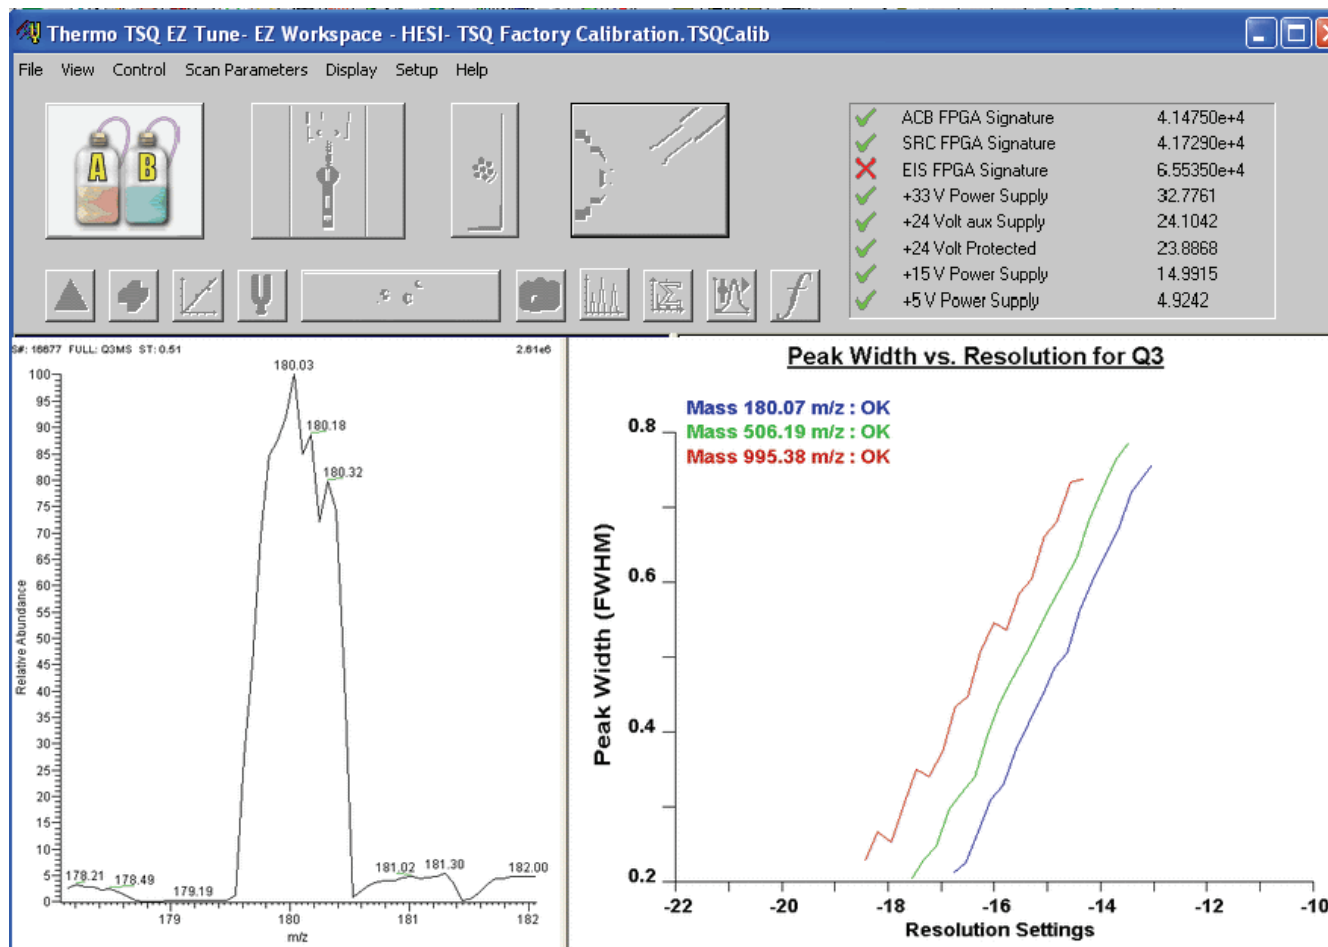 Thermo TSQ EZ Tune- EZ Workspace - HESI- TSQ Factory Calibration.TSQCalib
File View Control Scan Parameters Display Setup Help
A B
ACB FPGA Signature 4.14750e+4
SRC FPGA Signature 4.17290e+4
EIS FPGA Signature 6.55350e+4
+33 V Power Supply 32.7761
+24 Volt aux Supply 24.1042
+24 Volt Protected 23.8868
+15 V Power Supply 14.9915
+5 V Power Supply 4.9242
S#: 16677 FULL: Q3MS ST: 0.51 2.61e6
180.03
180.18
180.32
178.21
178.49
179.19
181.02
181.30
182.00
100
95
90
85
80
75
70
65
60
55
50
45
40
35
30
25
20
15
10
5
0
Relative Abundance
179 180 181 182
m/z
Peak Width vs. Resolution for Q3
Mass 180.07 m/z : OK
Mass 506.19 m/z : OK
Mass 995.38 m/z : OK
0.8
0.6
0.4
0.2
Peak Width (FWHM)
-22 -20 -18 -16 -14 -12 -10
Resolution Settings